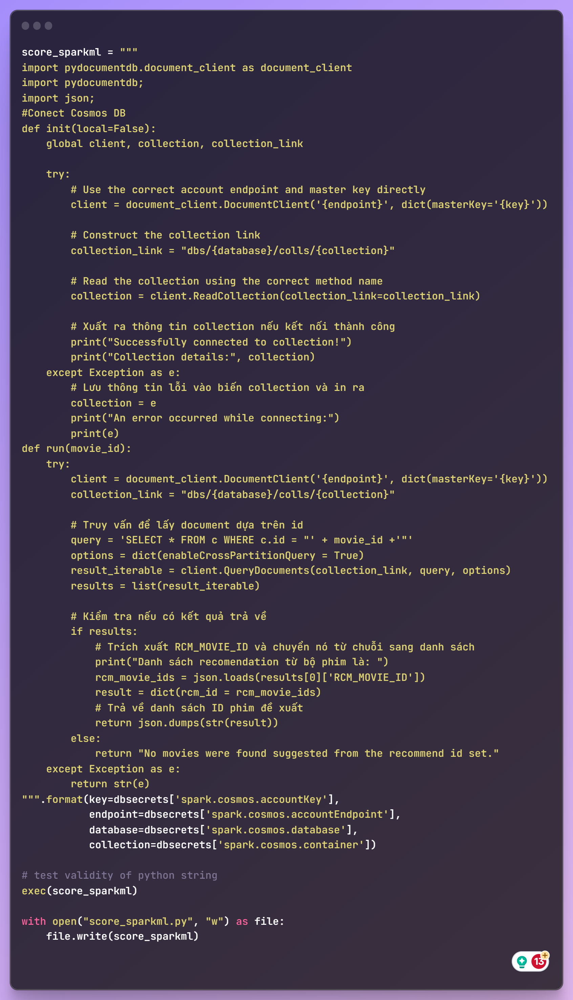 score_sparkml = """
import pydocumentdb.document_client as document_client
import pydocumentdb;
import json;
#Conect Cosmos DB
def init(local=False):
    global client, collection, collection_link

    try:
        # Use the correct account endpoint and master key directly
        client = document_client.DocumentClient('{endpoint}', dict(masterKey='{key}'))

        # Construct the collection link
        collection_link = "dbs/{database}/colls/{collection}"

        # Read the collection using the correct method name
        collection = client.ReadCollection(collection_link=collection_link)

        # Xuất ra thông tin collection nếu kết nối thành công
        print("Successfully connected to collection!")
        print("Collection details:", collection)
    except Exception as e:
        # Lưu thông tin lỗi vào biến collection và in ra
        collection = e
        print("An error occurred while connecting:")
        print(e)
def run(movie_id):
    try:
        client = document_client.DocumentClient('{endpoint}', dict(masterKey='{key}'))
        collection_link = "dbs/{database}/colls/{collection}"

        # Truy vấn để lấy document dựa trên id
        query = 'SELECT * FROM c WHERE c.id = "' + movie_id +'"'
        options = dict(enableCrossPartitionQuery = True)
        result_iterable = client.QueryDocuments(collection_link, query, options)
        results = list(result_iterable)

        # Kiểm tra nếu có kết quả trả về
        if results:
            # Trích xuất RCM_MOVIE_ID và chuyển nó từ chuỗi sang danh sách
            print("Danh sách recomendation từ bộ phim là: ")
            rcm_movie_ids = json.loads(results[0]['RCM_MOVIE_ID'])
            result = dict(rcm_id = rcm_movie_ids)
            # Trả về danh sách ID phim đề xuất
            return json.dumps(str(result))
        else:
            return "No movies were found suggested from the recommend id set."
    except Exception as e:
        return str(e)
""".format(key=dbsecrets['spark.cosmos.accountKey'],
           endpoint=dbsecrets['spark.cosmos.accountEndpoint'],
           database=dbsecrets['spark.cosmos.database'],
           collection=dbsecrets['spark.cosmos.container'])

# test validity of python string
exec(score_sparkml)

with open("score_sparkml.py", "w") as file:
    file.write(score_sparkml)
13
+